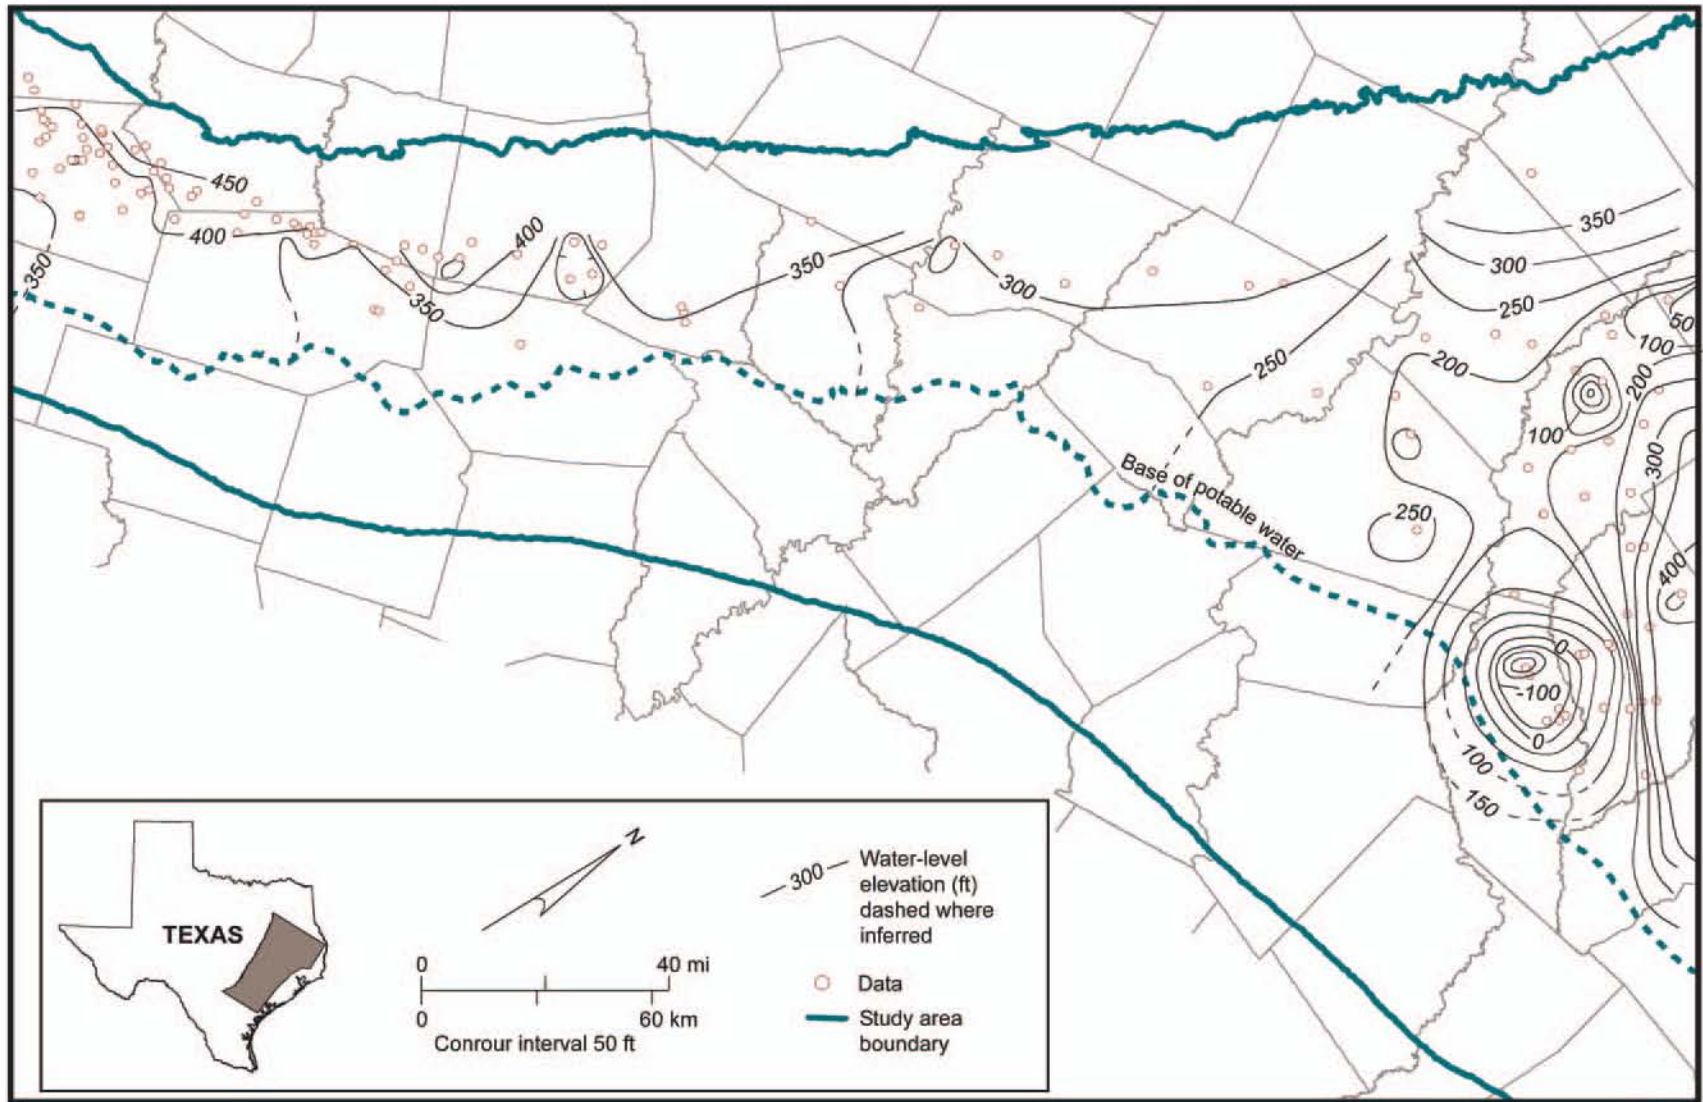 450
400
400
350
350
350
300
250
350
300
250
50
100
200
200
100
300
250
400
Base of potable water
0
-100
0
100
150
N
TEXAS
0 40 mi
0 60 km
Conrour interval 50 ft
300
Water-level
elevation (ft)
dashed where
inferred
Data
Study area
boundary